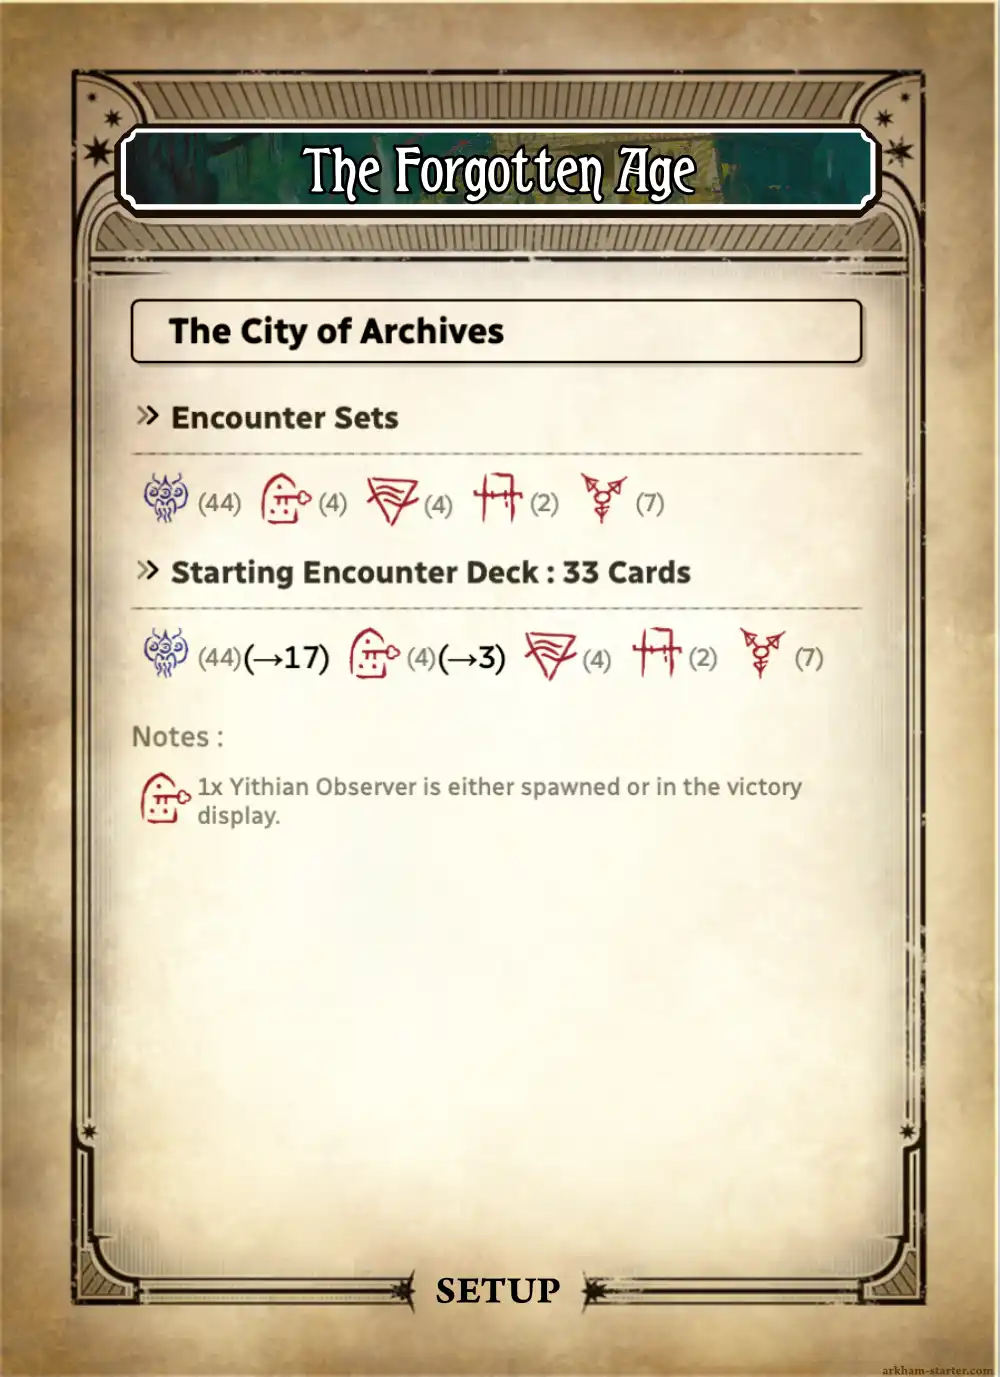 The Forgotten Age
The City of Archives
» Encounter Sets
(44) (4) (4) (2) (7)
» Starting Encounter Deck : 33 Cards
(44)(→17) (4)(→3) (4) (2) (7)
Notes :
1x Yithian Observer is either spawned or in the victory
display.
SETUP
arkham-starter.com